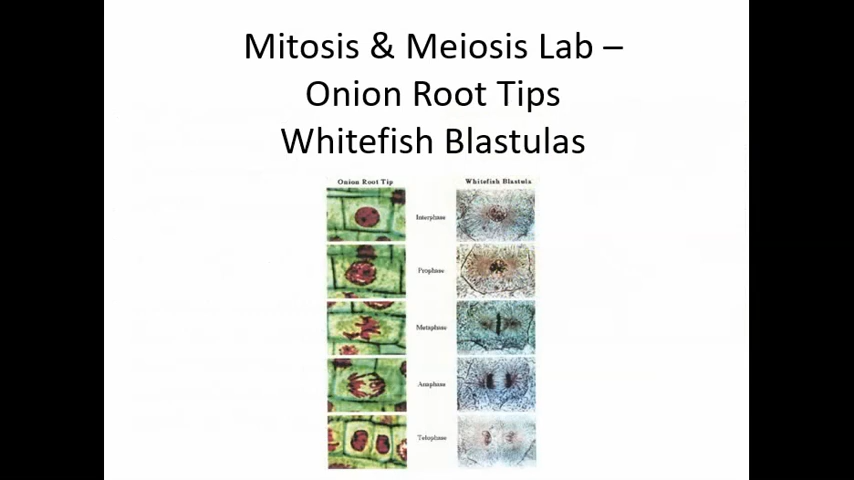 Mitosis & Meiosis Lab –
Onion Root Tips
Whitefish Blastulas
Onion Root Tip
Whitefish Blastula
Interphase
Prophase
Metaphase
Anaphase
Telophase